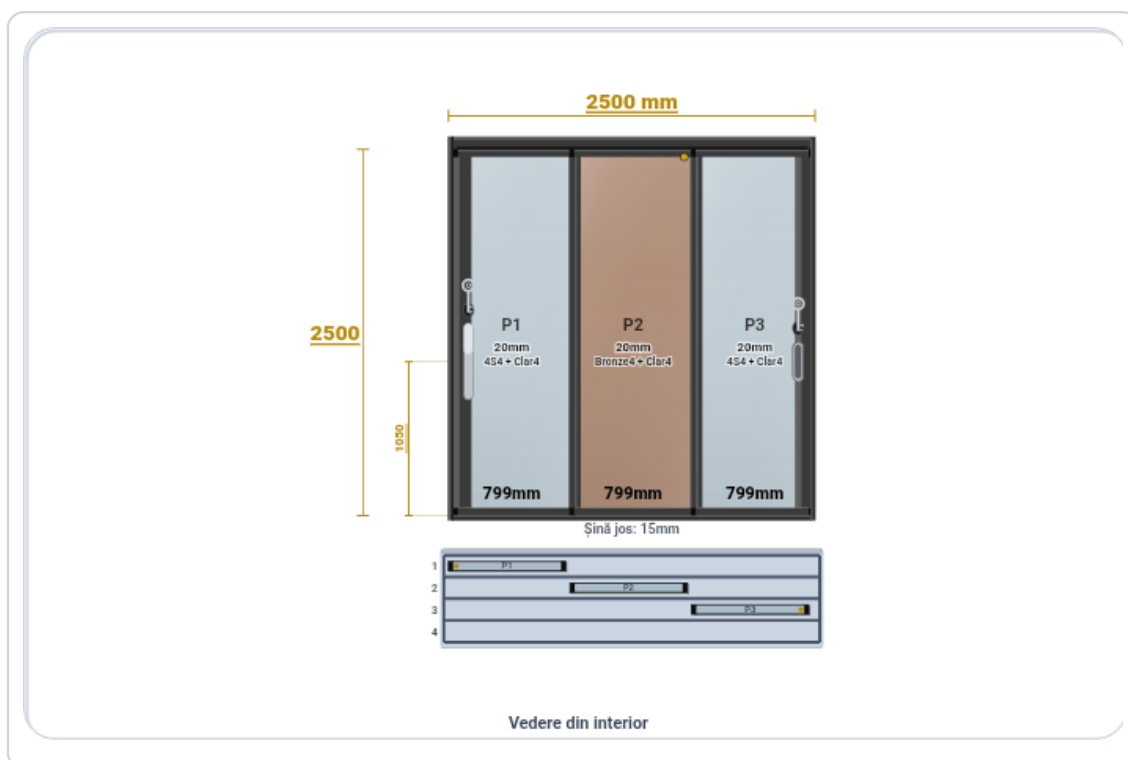 2500 mm
2500
1050
P1
20mm
4S4 + Clar4
799mm
P2
20mm
Bronze4 + Clar4
799mm
P3
20mm
4S4 + Clar4
799mm
Șină jos: 15mm
1
P1
2
P2
3
P3
4
Vedere din interior